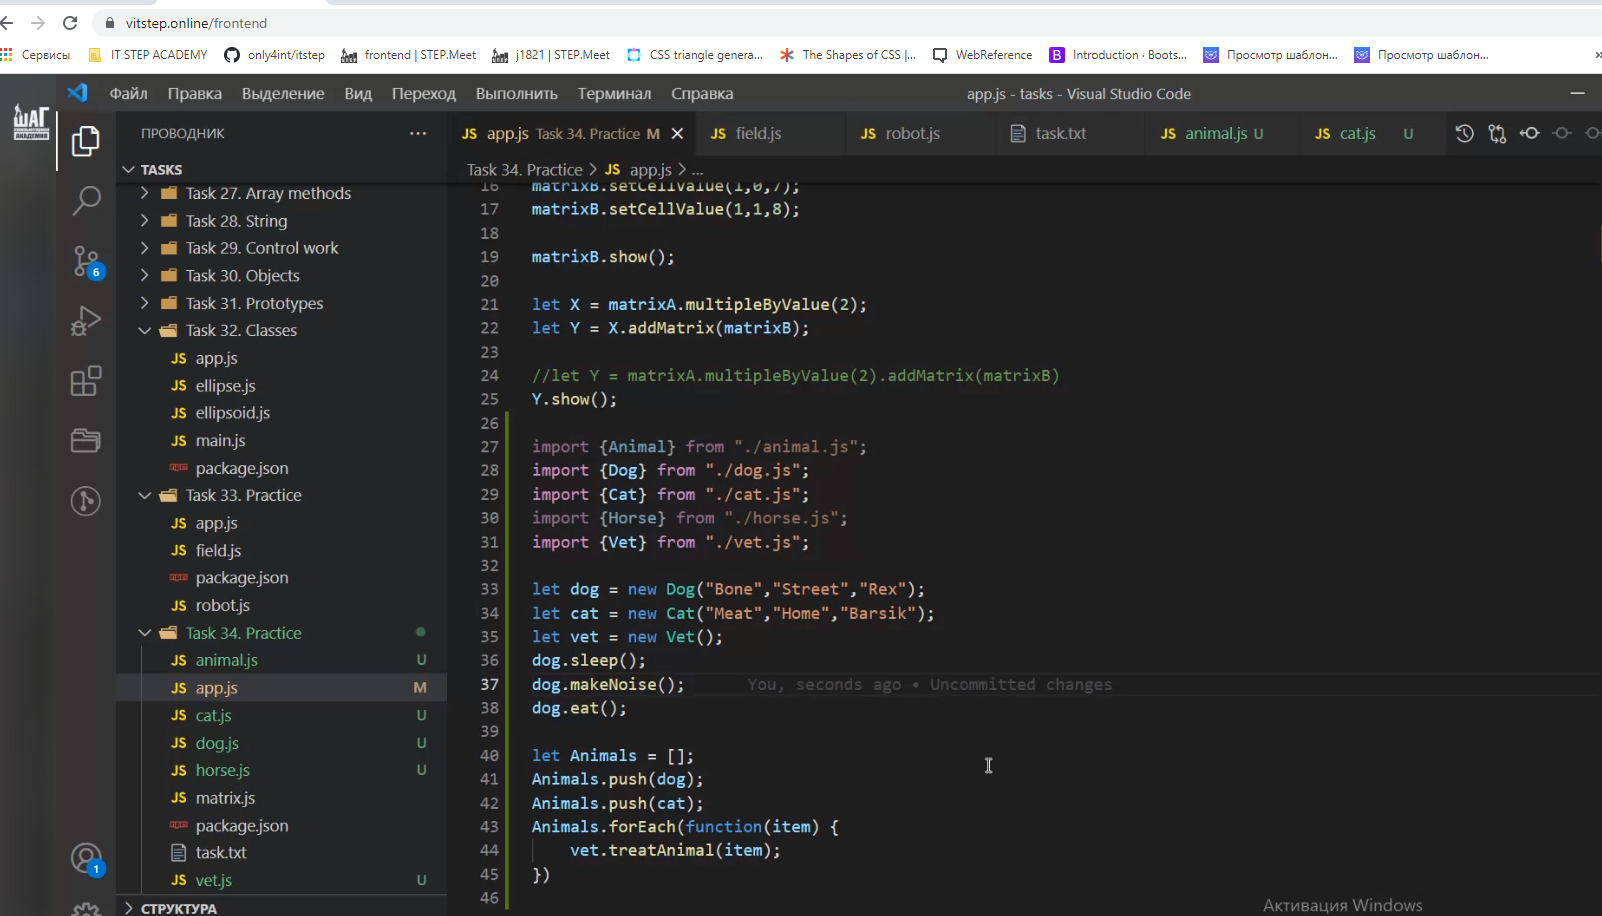 vitstep.online/frontend
Сервисы IT STEP ACADEMY only4int/itstep frontend | STEP.Meet j1821 | STEP.Meet CSS triangle genera... The Shapes of CSS |... WebReference B Introduction · Boots... Просмотр шаблон... Просмотр шаблон... »
Файл Правка Выделение Вид Переход Выполнить Терминал Справка app.js - tasks - Visual Studio Code
ШАГ
ПРОВОДНИК ...
JS app.js Task 34. Practice M JS field.js JS robot.js task.txt JS animal.js U JS cat.js U
TASKS
Task 34. Practice > JS app.js > ...
Task 27. Array methods
Task 28. String
Task 29. Control work
Task 30. Objects
Task 31. Prototypes
Task 32. Classes
JS app.js
JS ellipse.js
JS ellipsoid.js
JS main.js
package.json
Task 33. Practice
JS app.js
JS field.js
package.json
JS robot.js
Task 34. Practice
JS animal.js U
JS app.js M
JS cat.js U
JS dog.js U
JS horse.js U
JS matrix.js
package.json
task.txt
JS vet.js U
СТРУКТУРА
6
1
16 matrixB.setCellValue(1,0,7);
17 matrixB.setCellValue(1,1,8);
18
19 matrixB.show();
20
21 let X = matrixA.multipleByValue(2);
22 let Y = X.addMatrix(matrixB);
23
24 //let Y = matrixA.multipleByValue(2).addMatrix(matrixB)
25 Y.show();
26
27 import {Animal} from "./animal.js";
28 import {Dog} from "./dog.js";
29 import {Cat} from "./cat.js";
30 import {Horse} from "./horse.js";
31 import {Vet} from "./vet.js";
32
33 let dog = new Dog("Bone","Street","Rex");
34 let cat = new Cat("Meat","Home","Barsik");
35 let vet = new Vet();
36 dog.sleep();
37 dog.makeNoise(); You, seconds ago • Uncommitted changes
38 dog.eat();
39
40 let Animals = [];
41 Animals.push(dog);
42 Animals.push(cat);
43 Animals.forEach(function(item) {
44 vet.treatAnimal(item);
45 })
46
Активация Windows